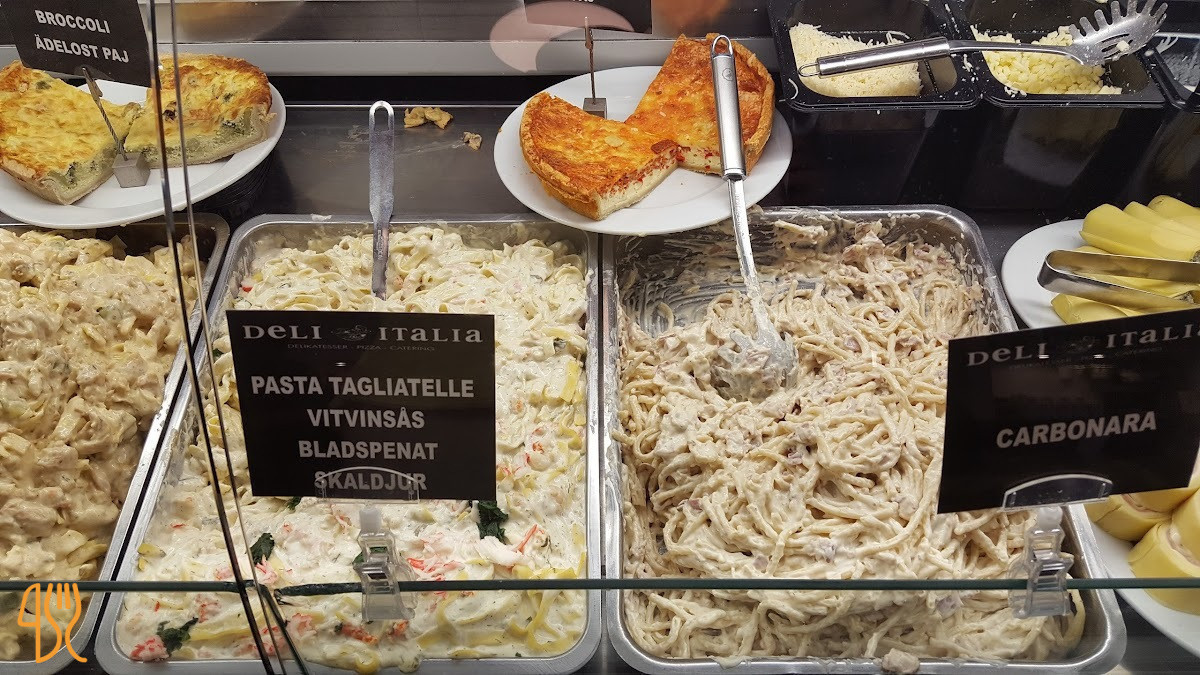 BROCCOLI
ÄDELOST PAJ
DELI ITALIA
DELIKATESSER - PIZZA - CATERING
PASTA TAGLIATELLE
VITVINSÅS
BLADSPENAT
SKALDJUR
DELI ITALIA
CARBONARA